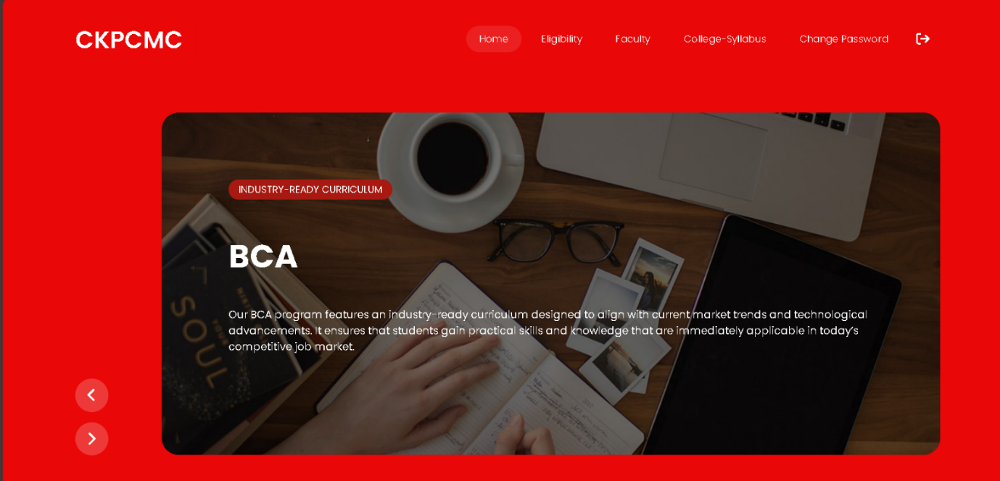 CKPCMC
Home
Eligibility
Faculty
College-Syllabus
Change Password
INDUSTRY-READY CURRICULUM
BCA
Our BCA program features an industry-ready curriculum designed to align with current market trends and technological
advancements. It ensures that students gain practical skills and knowledge that are immediately applicable in today's
competitive job market.
SOUL